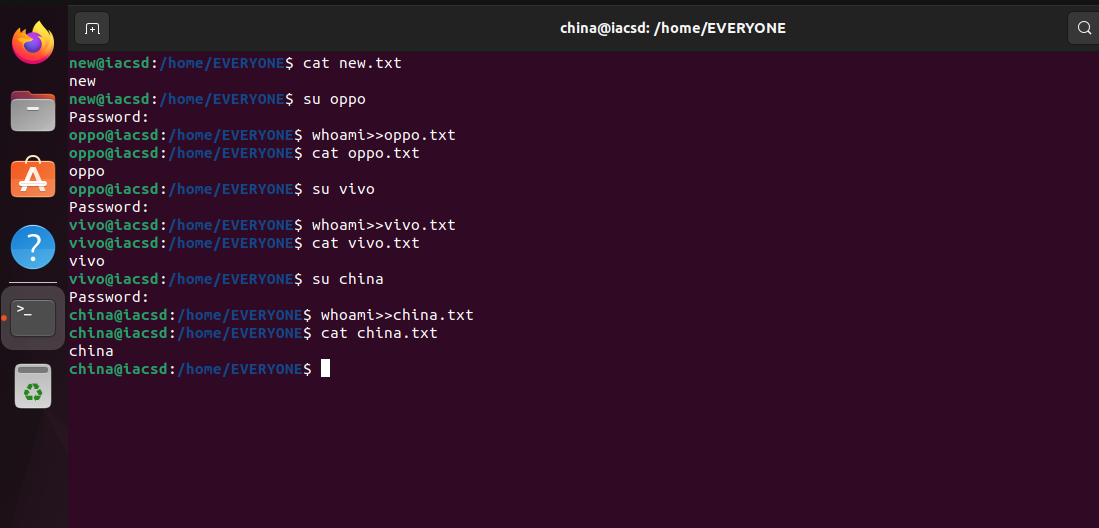 china@iacsd: /home/EVERYONE
new@iacsd:/home/EVERYONE$ cat new.txt
new
new@iacsd:/home/EVERYONE$ su oppo
Password:
oppo@iacsd:/home/EVERYONE$ whoami>>oppo.txt
oppo@iacsd:/home/EVERYONE$ cat oppo.txt
oppo
oppo@iacsd:/home/EVERYONE$ su vivo
Password:
vivo@iacsd:/home/EVERYONE$ whoami>>vivo.txt
vivo@iacsd:/home/EVERYONE$ cat vivo.txt
vivo
vivo@iacsd:/home/EVERYONE$ su china
Password:
china@iacsd:/home/EVERYONE$ whoami>>china.txt
china@iacsd:/home/EVERYONE$ cat china.txt
china
china@iacsd:/home/EVERYONE$